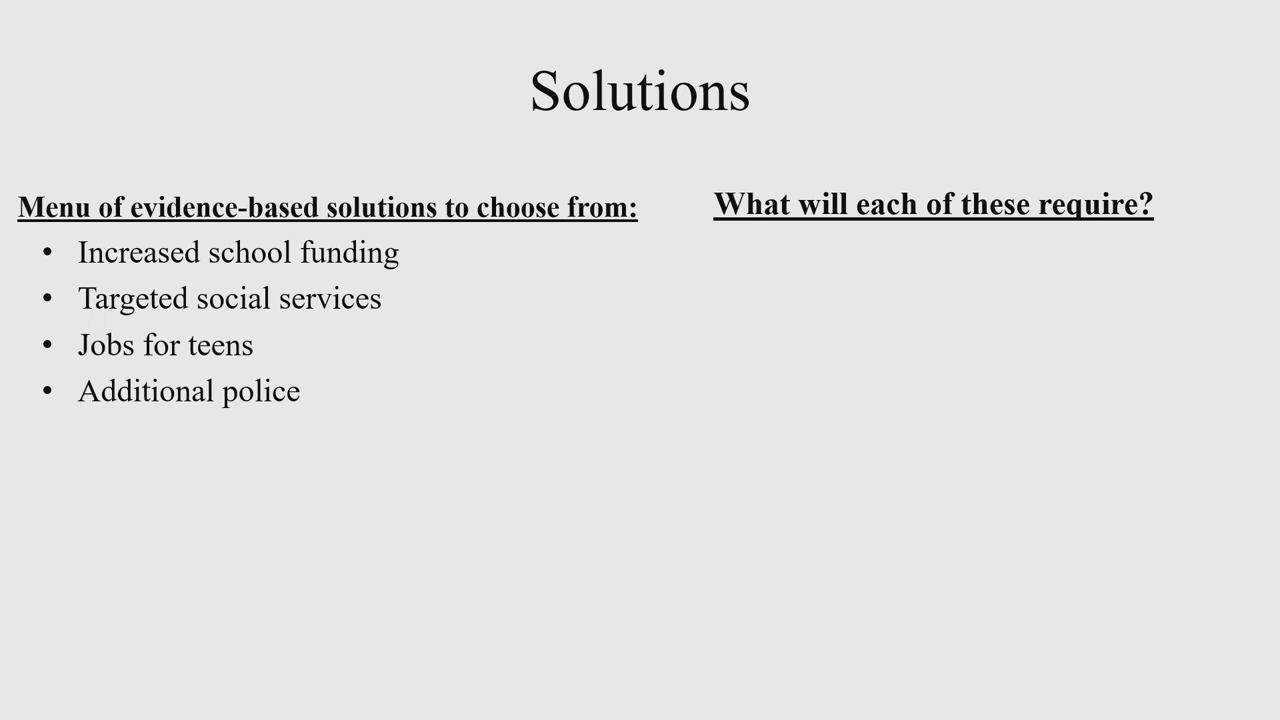 Solutions
Menu of evidence-based solutions to choose from:
• Increased school funding
• Targeted social services
• Jobs for teens
• Additional police
What will each of these require?